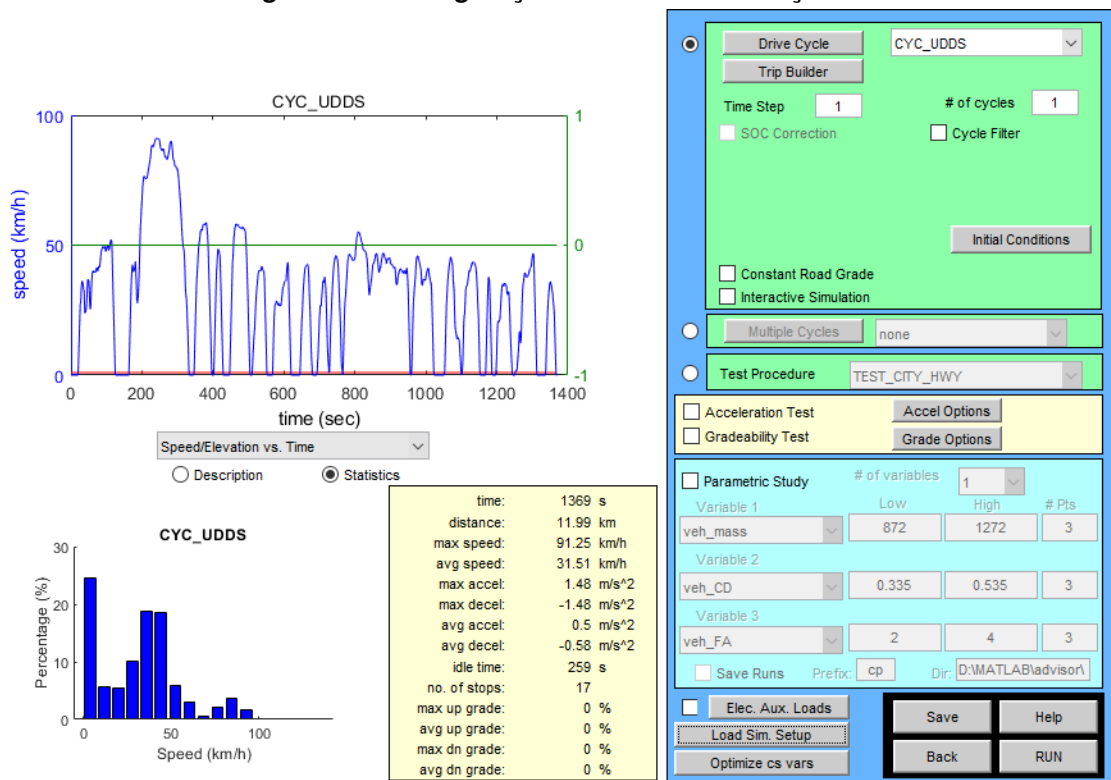 CYC_UDDS
100
50
0
1
0
-1
speed (km/h)
0 200 400 600 800 1000 1200 1400
time (sec)
Speed/Elevation vs. Time
Description
Statistics
CYC_UDDS
30
20
10
0
Percentage (%)
0 50 100
Speed (km/h)
time: 1369 s
distance: 11.99 km
max speed: 91.25 km/h
avg speed: 31.51 km/h
max accel: 1.48 m/s^2
max decel: -1.48 m/s^2
avg accel: 0.5 m/s^2
avg decel: -0.58 m/s^2
idle time: 259 s
no. of stops: 17
max up grade: 0 %
avg up grade: 0 %
max dn grade: 0 %
avg dn grade: 0 %
Drive Cycle CYC_UDDS
Trip Builder
Time Step 1 # of cycles 1
SOC Correction Cycle Filter
Initial Conditions
Constant Road Grade
Interactive Simulation
Multiple Cycles none
Test Procedure TEST_CITY_HWY
Acceleration Test Accel Options
Gradeability Test Grade Options
Parametric Study # of variables 1
Variable 1 Low High # Pts
veh_mass 872 1272 3
Variable 2
veh_CD 0.335 0.535 3
Variable 3
veh_FA 2 4 3
Save Runs Prefix: cp Dir: D:\MATLAB\advisor\
Elec. Aux. Loads
Load Sim. Setup
Optimize cs vars
Save Help
Back RUN